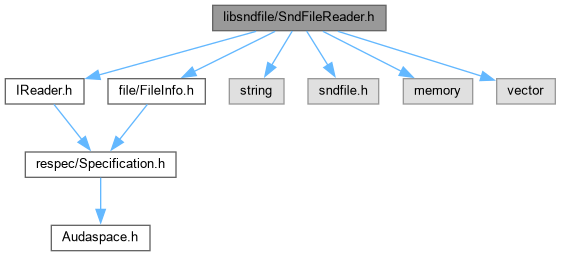 libsndfile/SndFileReader.h
IReader.h
file/FileInfo.h
string
sndfile.h
memory
vector
respec/Specification.h
Audaspace.h